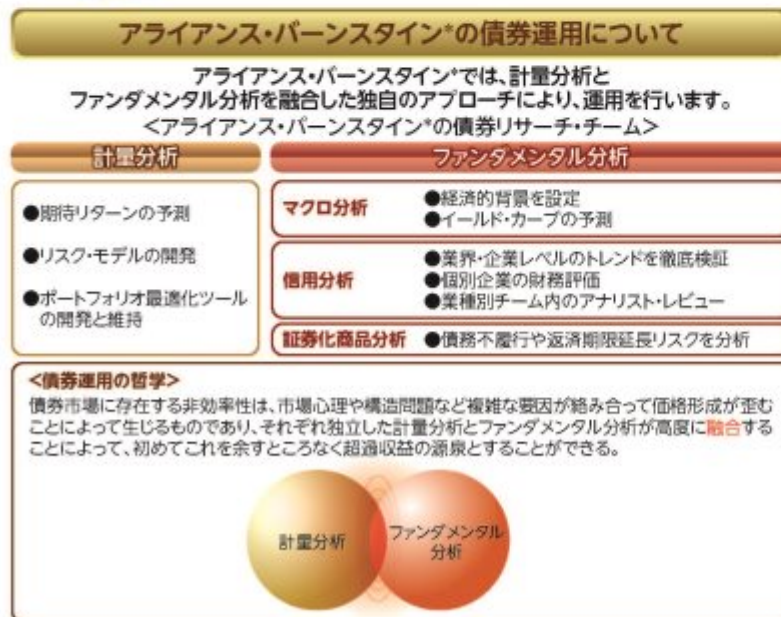 アライアンス・バーンスタイン*の債券運用について
アライアンス・バーンスタイン*では、計量分析と
ファンダメンタル分析を融合した独自のアプローチにより、運用を行います。
<アライアンス・バーンスタイン*の債券リサーチ・チーム>
計量分析
●期待リターンの予測
●リスク・モデルの開発
●ポートフォリオ最適化ツール
の開発と維持
ファンダメンタル分析
マクロ分析
●経済的背景を設定
●イールド・カーブの予測
信用分析
●業界・企業レベルのトレンドを徹底検証
●個別企業の財務評価
●業種別チーム内のアナリスト・レビュー
証券化商品分析
●債務不履行や返済期限延長リスクを分析
<債券運用の哲学>
債券市場に存在する非効率性は、市場心理や構造問題など複雑な要因が絡み合って価格形成が歪む
ことによって生じるものであり、それぞれ独立した計量分析とファンダメンタル分析が高度に融合する
ことによって、初めてこれを余すところなく超過収益の源泉とすることができる。
計量分析
ファンダメンタル
分析